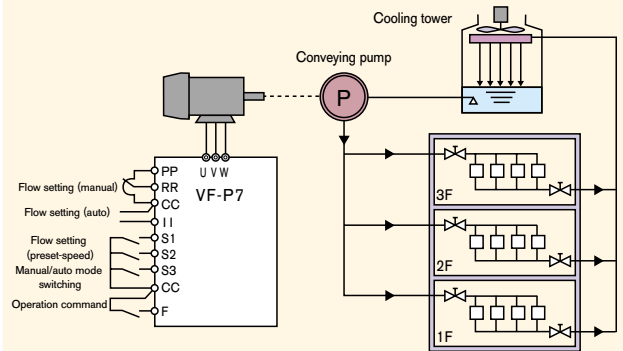 Cooling tower
Conveying pump
P
U V W
VF-P7
PP
RR
CC
II
S1
S2
S3
CC
F
Flow setting (manual)
Flow setting (auto)
Flow setting
(preset-speed)
Manual/auto mode
switching
Operation command
3F
2F
1F